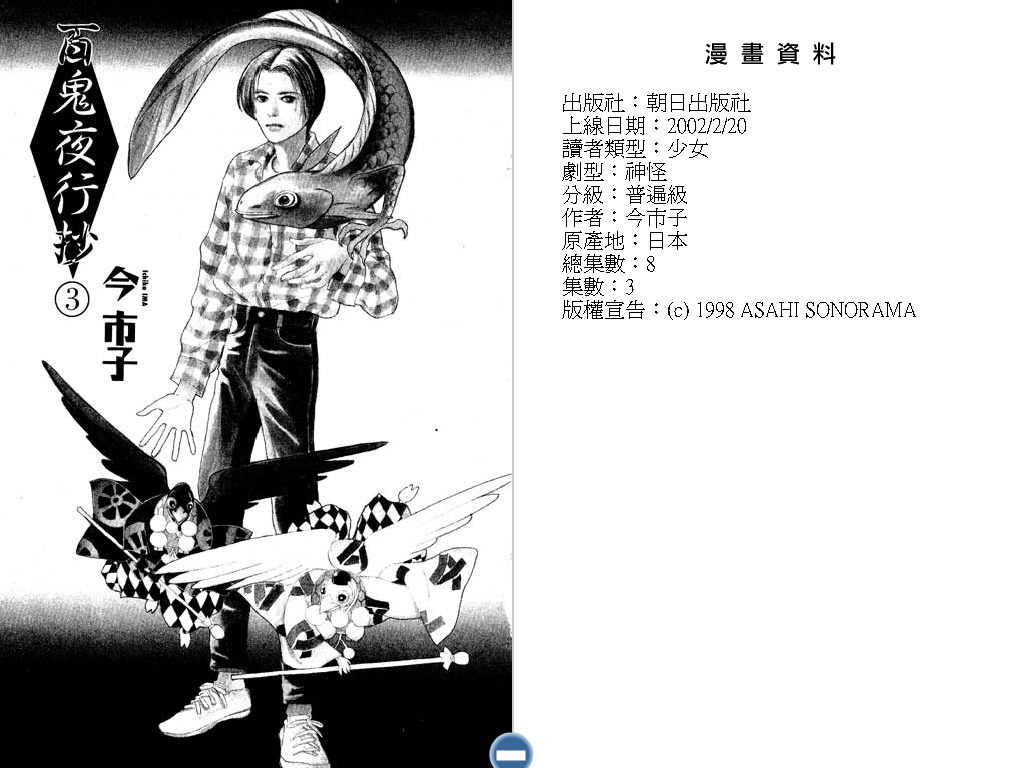 百鬼夜行抄
③
今市子
Ichiko IMA
漫畫資料
出版社：朝日出版社
上線日期：2002/2/20
讀者類型：少女
劇型：神怪
分級：普遍級
作者：今市子
原產地：日本
總集數：8
集數：3
版權宣告：(c) 1998 ASAHI SONORAMA